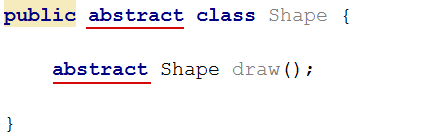 public abstract class Shape {
abstract Shape draw();
}